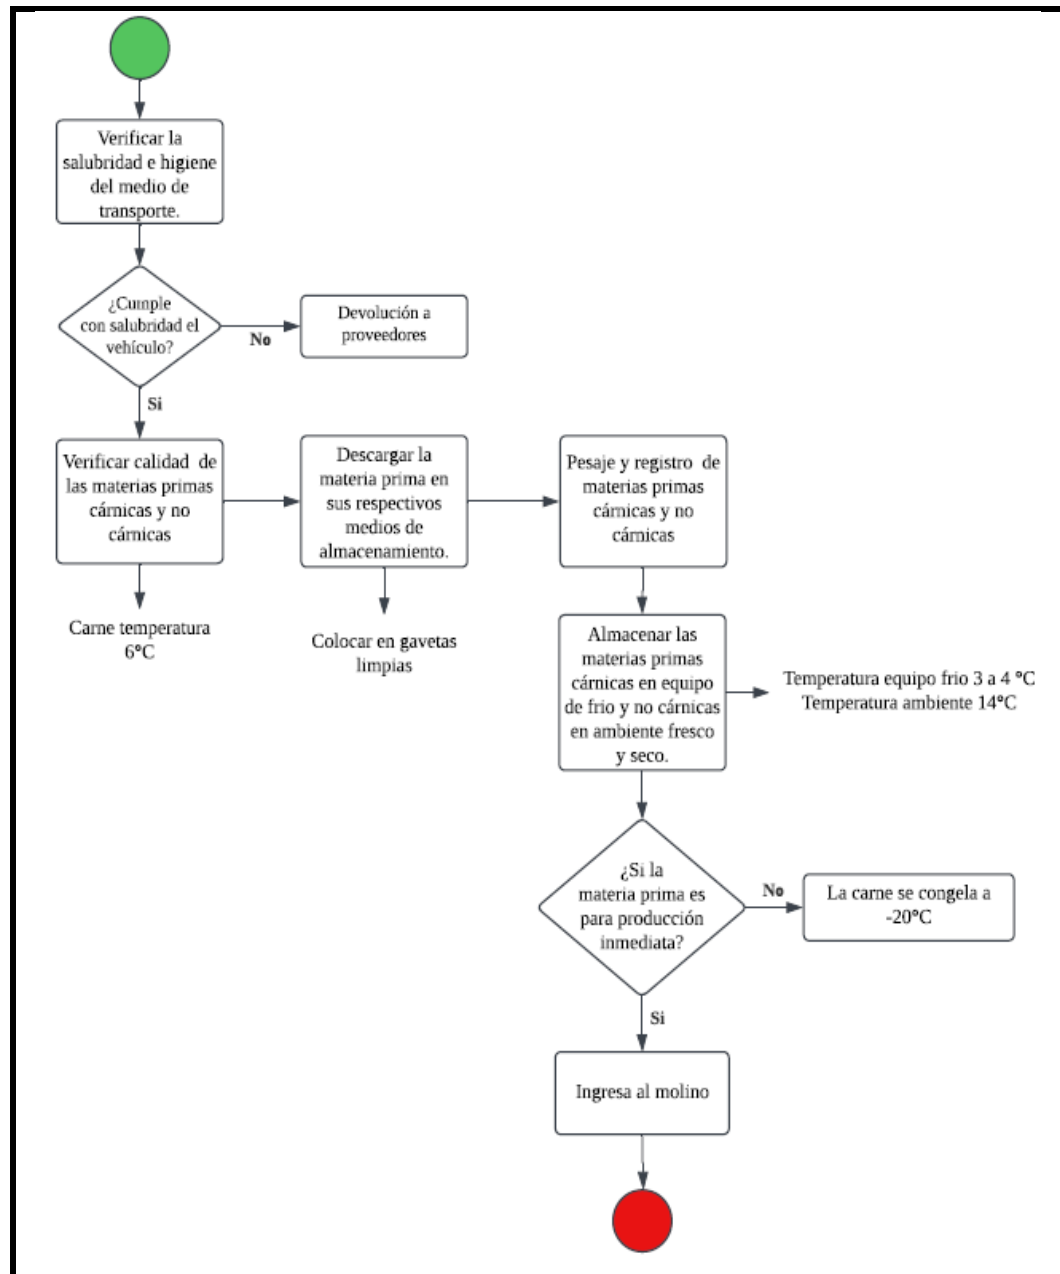 Verificar la
salubridad e higiene
del medio de
transporte.
¿Cumple
con salubridad el
vehículo?
No
Devolución a
proveedores
Si
Verificar calidad de
las materias primas
cárnicas y no
cárnicas
Descargar la
materia prima en
sus respectivos
medios de
almacenamiento.
Pesaje y registro de
materias primas
cárnicas y no
cárnicas
Carne temperatura
6°C
Colocar en gavetas
limpias
Almacenar las
materias primas
cárnicas en equipo
de frio y no cárnicas
en ambiente fresco
y seco.
Temperatura equipo frio 3 a 4 °C
Temperatura ambiente 14°C
¿Si la
materia prima es
para producción
inmediata?
No
La carne se congela a
-20°C
Si
Ingresa al molino